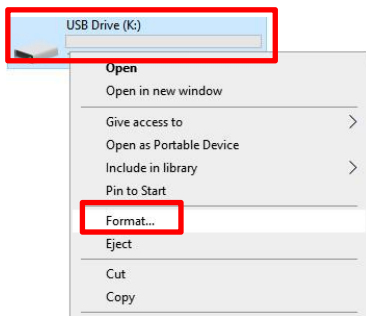 USB Drive (K:)
Open
Open in new window
Give access to
Open as Portable Device
Include in library
Pin to Start
Format...
Eject
Cut
Copy